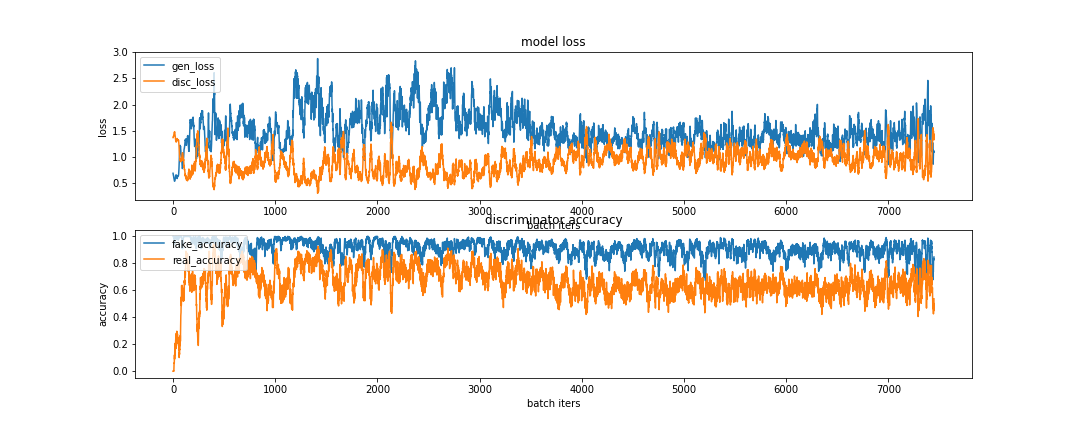 model loss
3.0
2.5
2.0
1.5
1.0
0.5
loss
gen_loss
disc_loss
0 1000 2000 3000 4000 5000 6000 7000
batch iters
discriminator accuracy
1.0
0.8
0.6
0.4
0.2
0.0
accuracy
fake_accuracy
real_accuracy
0 1000 2000 3000 4000 5000 6000 7000
batch iters